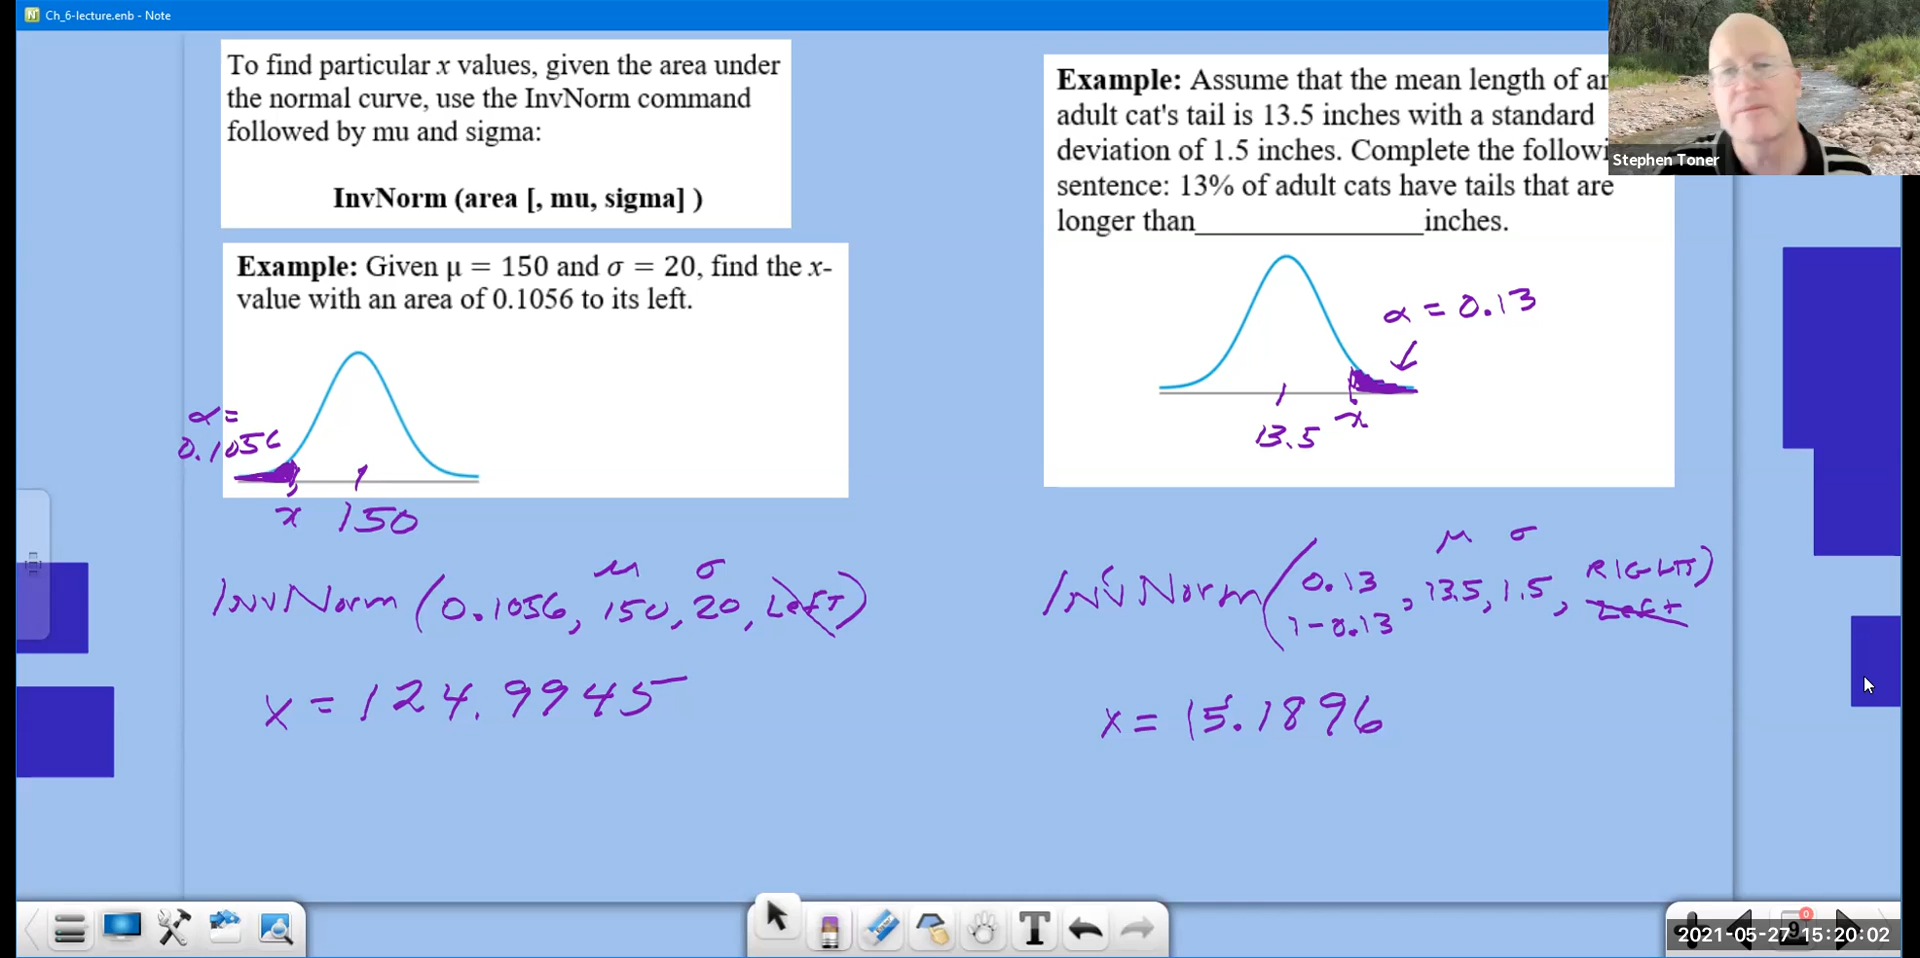 Ch_6-lecture.enb - Note
To find particular x values, given the area under
the normal curve, use the InvNorm command
followed by mu and sigma:
InvNorm (area [, mu, sigma] )
Example: Given μ = 150 and σ = 20, find the x-
value with an area of 0.1056 to its left.
α =
0.1056
x 150
μ σ
InvNorm (0.1056, 150, 20, Left)
x = 124.9945
Example: Assume that the mean length of an
adult cat's tail is 13.5 inches with a standard
deviation of 1.5 inches. Complete the followi
sentence: 13% of adult cats have tails that are
longer than______________inches.
α = 0.13
13.5 x
μ σ
InvNorm (0.13, 13.5, 1.5, RIGHT)
1-0.13 Left
x = 15.1896
Stephen Toner
T
0
9
2021-05-27 15:20:02